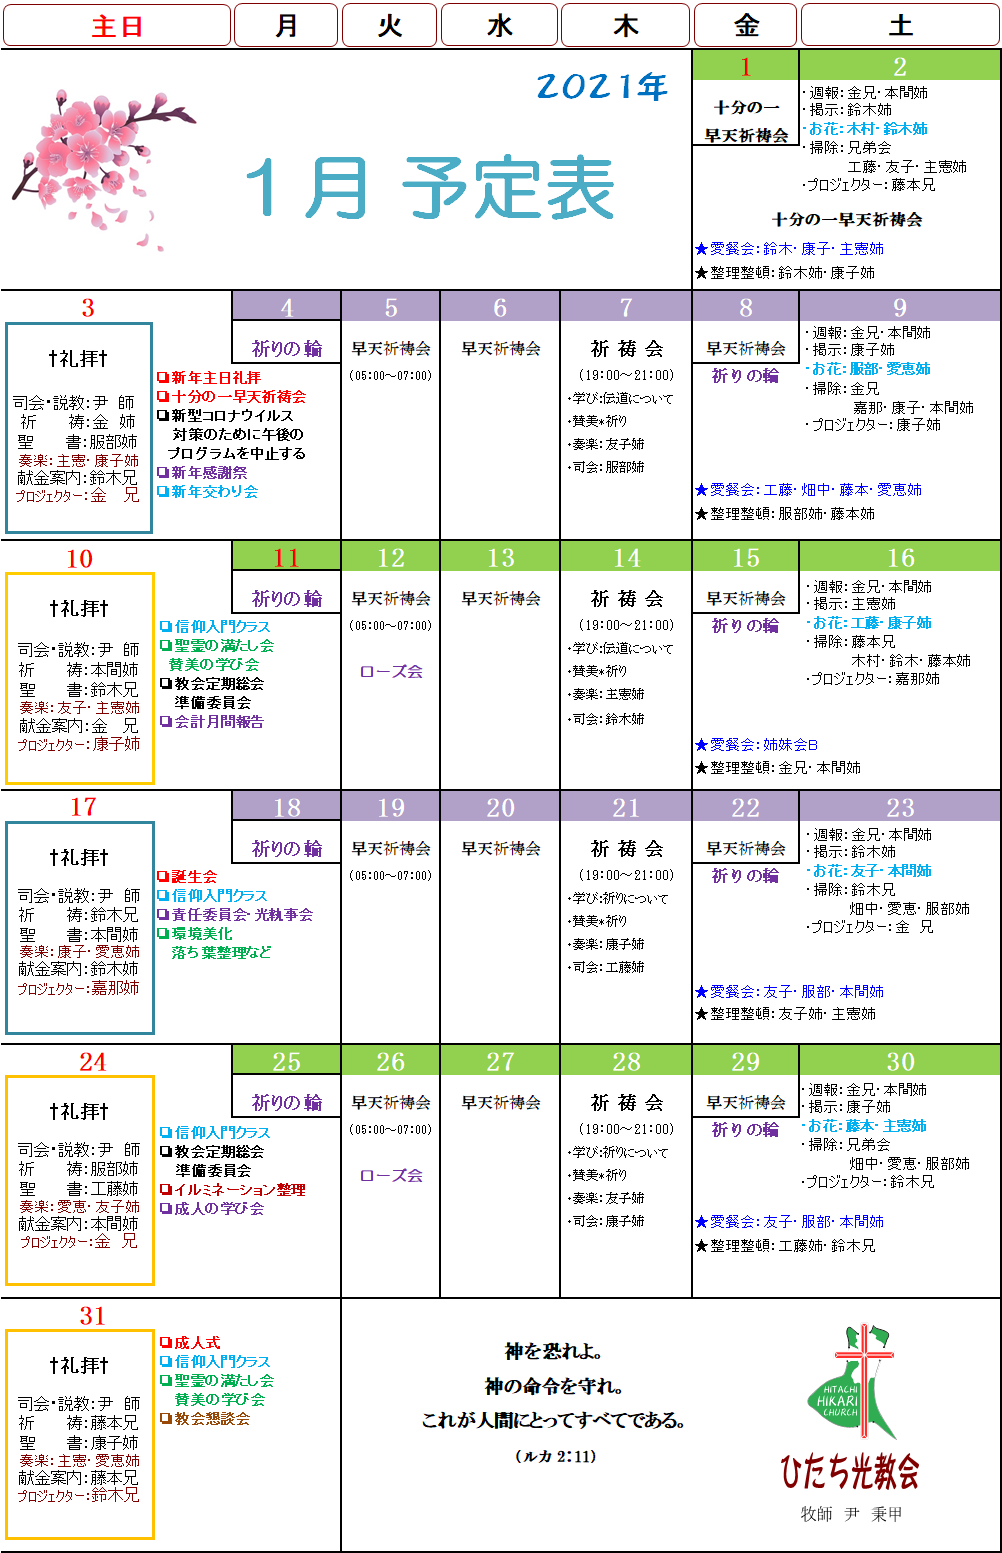 主日 月 火 水 木 金 土
2021年
1月 予定表
1
十分の一
早天祈祷会
2
・週報：金兄・本間姉
・掲示：鈴木姉
・お花：木村・鈴木姉
・掃除：兄弟会
工藤・友子・主憲姉
・プロジェクター：藤本兄
十分の一早天祈祷会
★愛餐会：鈴木・康子・主憲姉
★整理整頓：鈴木姉・康子姉
3
†礼拝†
司会・説教：尹 師
祈 祷：金 姉
聖 書：服部姉
奏楽：主憲・康子姉
献金案内：鈴木兄
プロジェクター：金 兄
❏新年主日礼拝
❏十分の一早天祈祷会
❏新型コロナウイルス
対策のために午後の
プログラムを中止する
❏新年感謝祭
❏新年交わり会
4
祈りの輪
5
早天祈祷会
(05:00～07:00)
6
早天祈祷会
7
祈 祷 会
(19:00～21:00)
・学び:伝道について
・賛美*祈り
・奏楽：友子姉
・司会：服部姉
8
早天祈祷会
祈りの輪
9
・週報：金兄・本間姉
・掲示：康子姉
・お花：服部・愛恵姉
・掃除：金兄
嘉那・康子・本間姉
・プロジェクター：康子姉
★愛餐会：工藤・畑中・藤本・愛恵姉
★整理整頓：服部姉・藤本姉
10
†礼拝†
司会・説教：尹 師
祈 祷：本間姉
聖 書：鈴木兄
奏楽：友子・主憲姉
献金案内：金 兄
プロジェクター：康子姉
❏信仰入門クラス
❏聖霊の満たし会
賛美の学び会
❏教会定期総会
準備委員会
❏会計月間報告
11
祈りの輪
12
早天祈祷会
(05:00～07:00)
ローズ会
13
早天祈祷会
14
祈 祷 会
(19:00～21:00)
・学び:伝道について
・賛美*祈り
・奏楽：主憲姉
・司会：鈴木姉
15
早天祈祷会
祈りの輪
16
・週報：金兄・本間姉
・掲示：主憲姉
・お花：工藤・康子姉
・掃除：藤本兄
木村・鈴木・藤本姉
・プロジェクター：嘉那姉
★愛餐会：姉妹会B
★整理整頓：金兄・本間姉
17
†礼拝†
司会・説教：尹 師
祈 祷：鈴木兄
聖 書：本間姉
奏楽：康子・愛恵姉
献金案内：鈴木姉
プロジェクター：嘉那姉
❏誕生会
❏信仰入門クラス
❏責任委員会・光執事会
❏環境美化
落ち葉整理など
18
祈りの輪
19
早天祈祷会
(05:00～07:00)
20
早天祈祷会
21
祈 祷 会
(19:00～21:00)
・学び:祈りについて
・賛美*祈り
・奏楽：康子姉
・司会：工藤姉
22
早天祈祷会
祈りの輪
23
・週報：金兄・本間姉
・掲示：鈴木姉
・お花：友子・本間姉
・掃除：鈴木兄
畑中・愛恵・服部姉
・プロジェクター：金 兄
★愛餐会：友子・服部・本間姉
★整理整頓：友子姉・主憲姉
24
†礼拝†
司会・説教：尹 師
祈 祷：服部姉
聖 書：工藤姉
奏楽：愛恵・友子姉
献金案内：本間姉
プロジェクター：金 兄
❏信仰入門クラス
❏教会定期総会
準備委員会
❏イルミネーション整理
❏成人の学び会
25
祈りの輪
26
早天祈祷会
(05:00～07:00)
ローズ会
27
早天祈祷会
28
祈 祷 会
(19:00～21:00)
・学び:祈りについて
・賛美*祈り
・奏楽：友子姉
・司会：康子姉
29
早天祈祷会
祈りの輪
30
・週報：金兄・本間姉
・掲示：康子姉
・お花：藤本・主憲姉
・掃除：兄弟会
畑中・愛恵・服部姉
・プロジェクター：鈴木兄
★愛餐会：友子・服部・本間姉
★整理整頓：工藤姉・鈴木兄
31
†礼拝†
司会・説教：尹 師
祈 祷：藤本兄
聖 書：康子姉
奏楽：主憲・愛恵姉
献金案内：藤本兄
プロジェクター：鈴木兄
❏成人式
❏信仰入門クラス
❏聖霊の満たし会
賛美の学び会
❏教会懇談会
神を恐れよ。
神の命令を守れ。
これが人間にとってすべてである。
（ルカ 2：11）
HITACHI
HIKARI
CHURCH
ひたち光教会
牧師 尹 秉甲